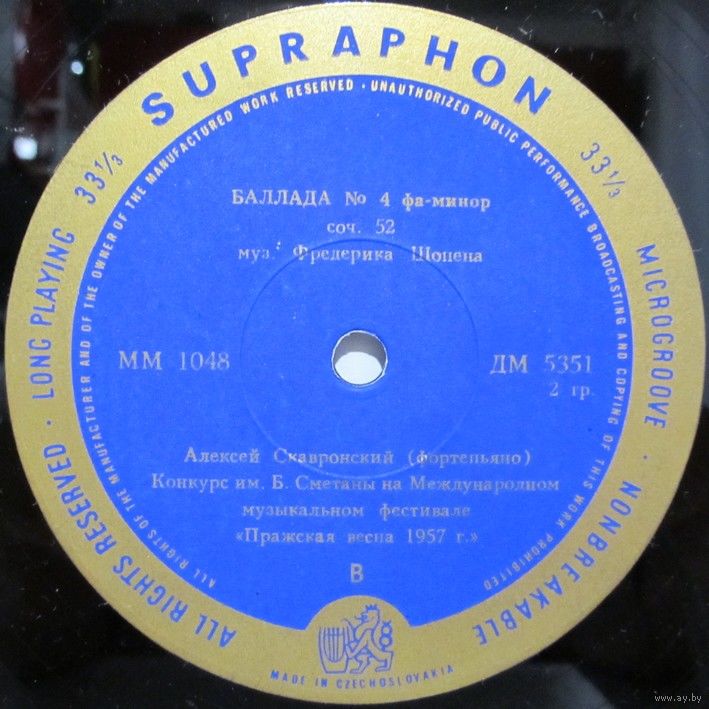 SUPRAPHON
33⅓
33⅓
ALL RIGHTS RESERVED · LONG PLAYING
MICROGROOVE · NONBREAKABLE
ALL RIGHTS OF THE MANUFACTURER AND OF THE OWNER OF THE MANUFACTURED WORK RESERVED · UNAUTHORIZED PUBLIC PERFORMANCE BROADCASTING AND COPYING OF THIS WORK PROHIBITED
БАЛЛАДА № 4 фа-минор
соч. 52
муз. Фредерика Шопена
ММ 1048
ДМ 5351
2 гр.
Алексей Скавронский (фортепьяно)
Конкурс им. Б. Сметаны на Международном
музыкальном фестивале
«Пражская весна 1957 г.»
В
MADE IN CZECHOSLOVAKIA
www.ay.by